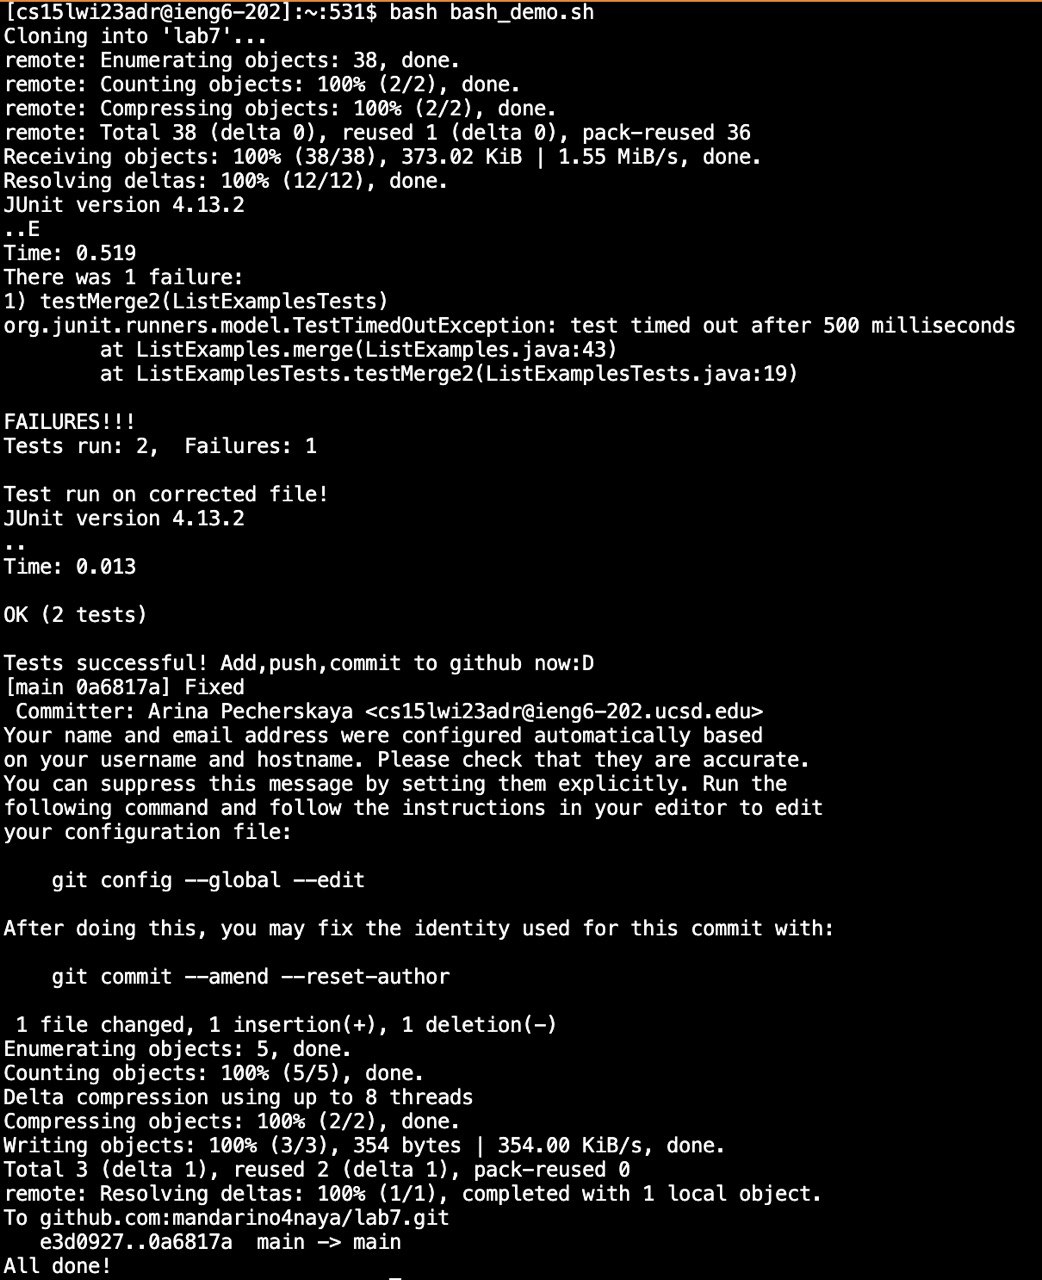 [cs15lwi23adr@ieng6-202]:~:531$ bash bash_demo.sh
Cloning into 'lab7'...
remote: Enumerating objects: 38, done.
remote: Counting objects: 100% (2/2), done.
remote: Compressing objects: 100% (2/2), done.
remote: Total 38 (delta 0), reused 1 (delta 0), pack-reused 36
Receiving objects: 100% (38/38), 373.02 KiB | 1.55 MiB/s, done.
Resolving deltas: 100% (12/12), done.
JUnit version 4.13.2
..E
Time: 0.519
There was 1 failure:
1) testMerge2(ListExamplesTests)
org.junit.runners.model.TestTimedOutException: test timed out after 500 milliseconds
        at ListExamples.merge(ListExamples.java:43)
        at ListExamplesTests.testMerge2(ListExamplesTests.java:19)

FAILURES!!!
Tests run: 2,  Failures: 1

Test run on corrected file!
JUnit version 4.13.2
..
Time: 0.013

OK (2 tests)

Tests successful! Add,push,commit to github now:D
[main 0a6817a] Fixed
 Committer: Arina Pecherskaya <cs15lwi23adr@ieng6-202.ucsd.edu>
Your name and email address were configured automatically based
on your username and hostname. Please check that they are accurate.
You can suppress this message by setting them explicitly. Run the
following command and follow the instructions in your editor to edit
your configuration file:

    git config --global --edit

After doing this, you may fix the identity used for this commit with:

    git commit --amend --reset-author

 1 file changed, 1 insertion(+), 1 deletion(-)
Enumerating objects: 5, done.
Counting objects: 100% (5/5), done.
Delta compression using up to 8 threads
Compressing objects: 100% (2/2), done.
Writing objects: 100% (3/3), 354 bytes | 354.00 KiB/s, done.
Total 3 (delta 1), reused 2 (delta 1), pack-reused 0
remote: Resolving deltas: 100% (1/1), completed with 1 local object.
To github.com:mandarino4naya/lab7.git
   e3d0927..0a6817a  main -> main
All done!